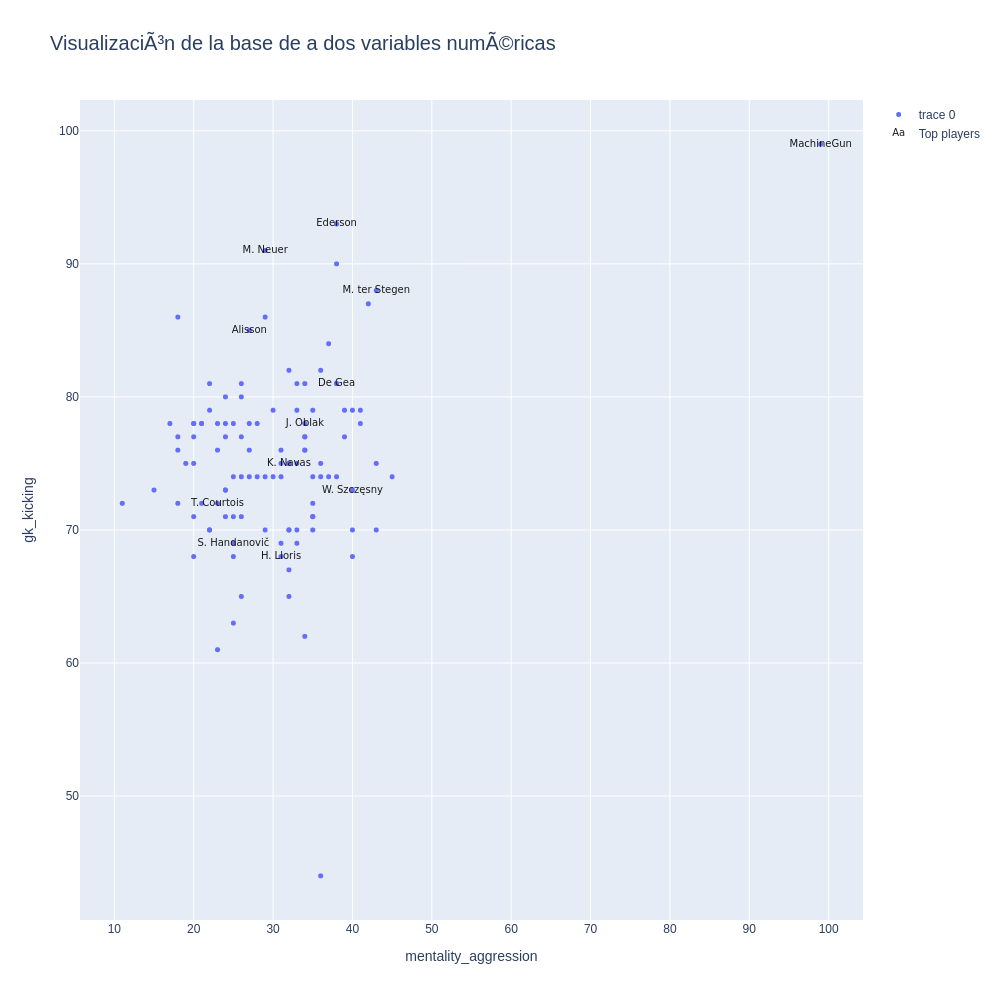 VisualizaciÃ³n de la base de a dos variables numÃ©ricas
trace 0
Aa Top players
100
MachineGun
Ederson
M. Neuer
90
M. ter Stegen
Alisson
De Gea
80
J. Oblak
K. Navas
W. Szczęsny
T. Courtois
gk_kicking
70
S. Handanovič
H. Lloris
60
50
10 20 30 40 50 60 70 80 90 100
mentality_aggression